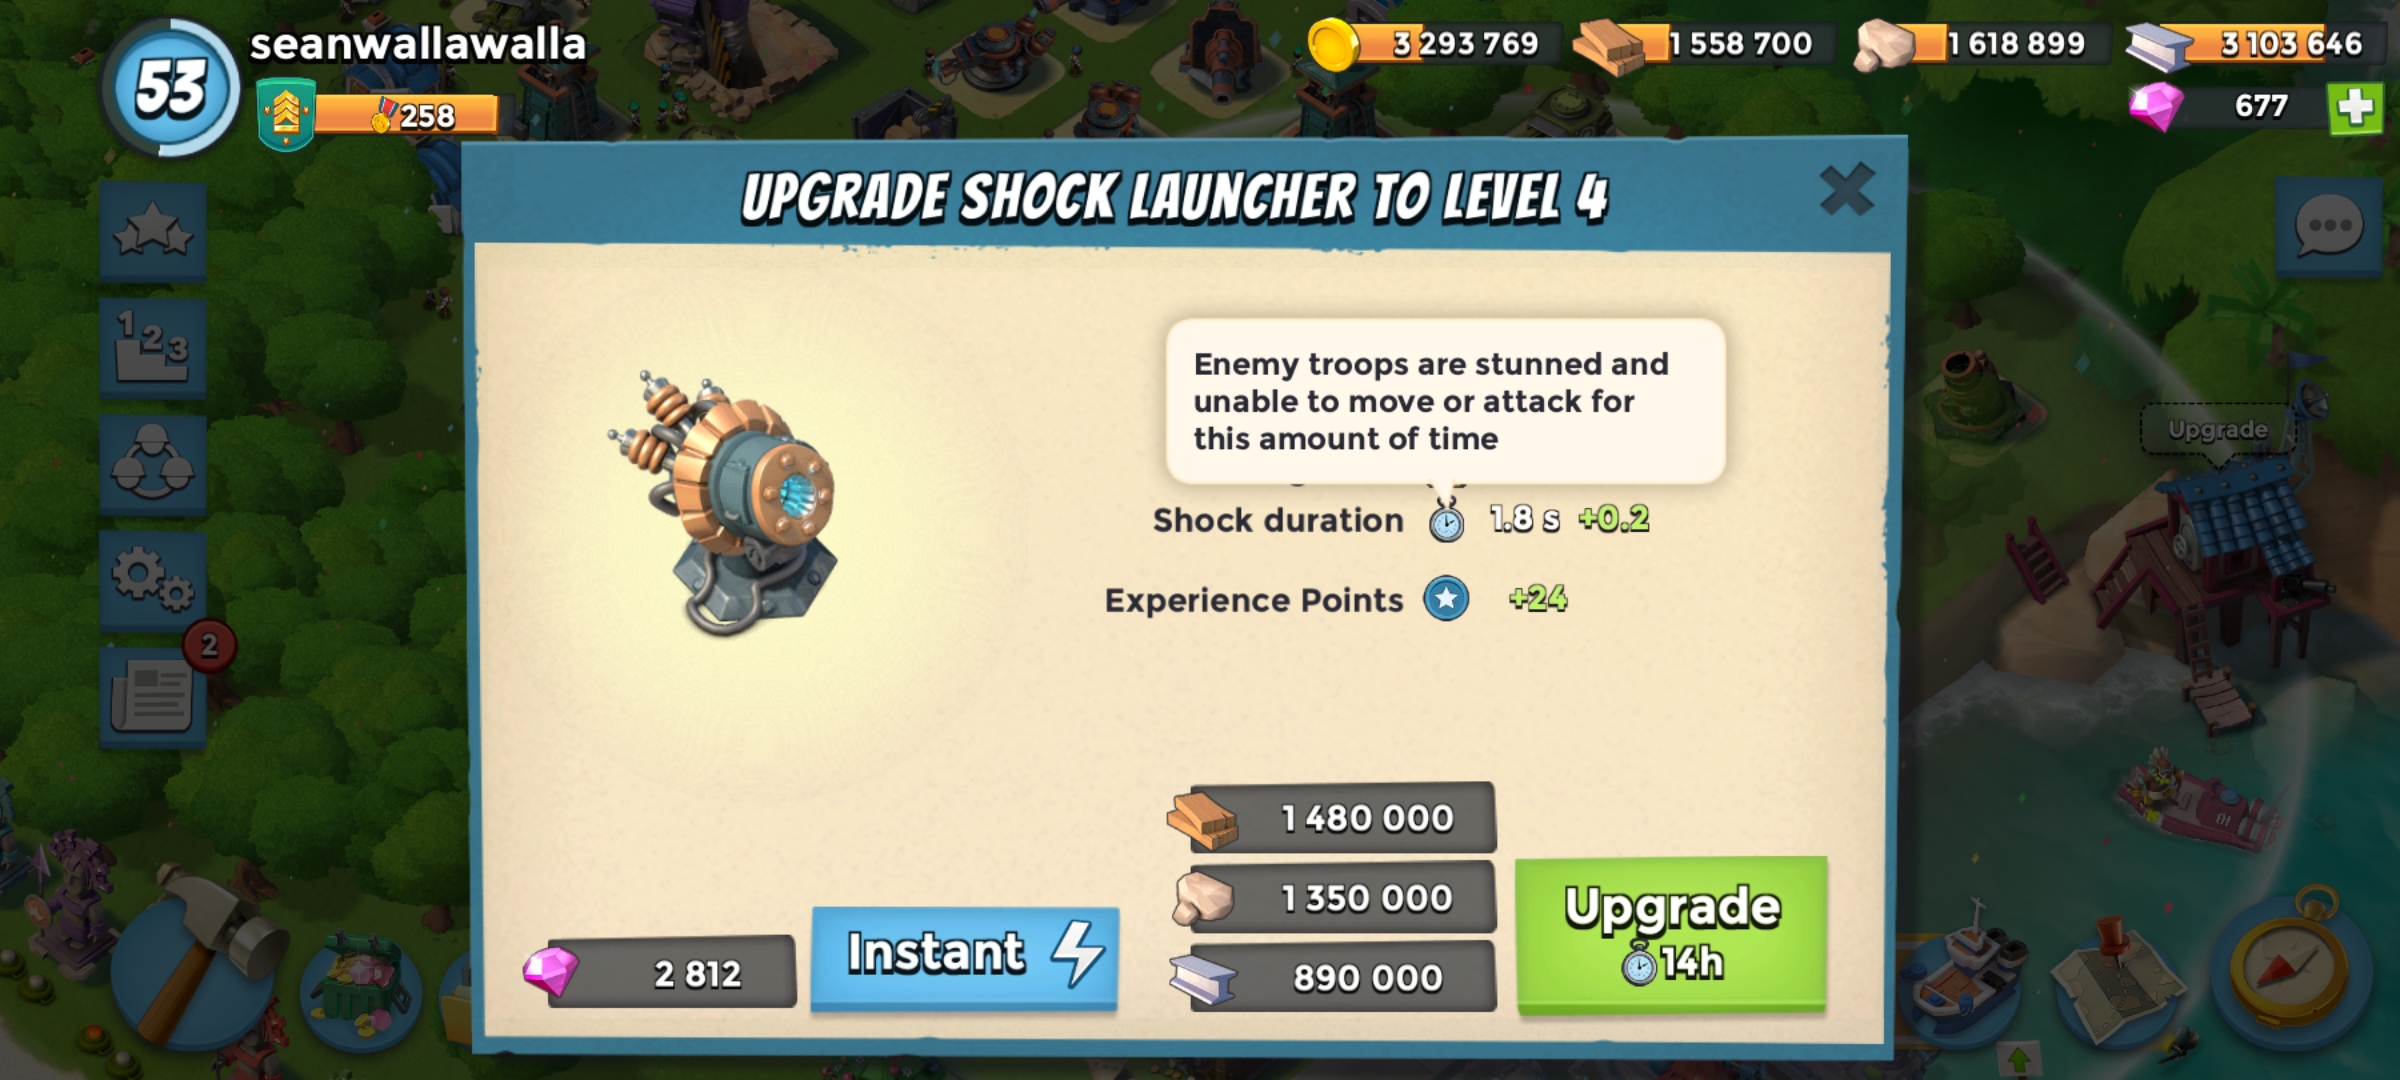 53
seanwallawalla
258
3 293 769
1 558 700
1 618 899
3 103 646
677
UPGRADE SHOCK LAUNCHER TO LEVEL 4
1 2 3
2
Enemy troops are stunned and
unable to move or attack for
this amount of time
Shock duration 1.8 s +0.2
Experience Points +24
Upgrade
1 480 000
1 350 000
890 000
2 812
Instant
Upgrade
14h